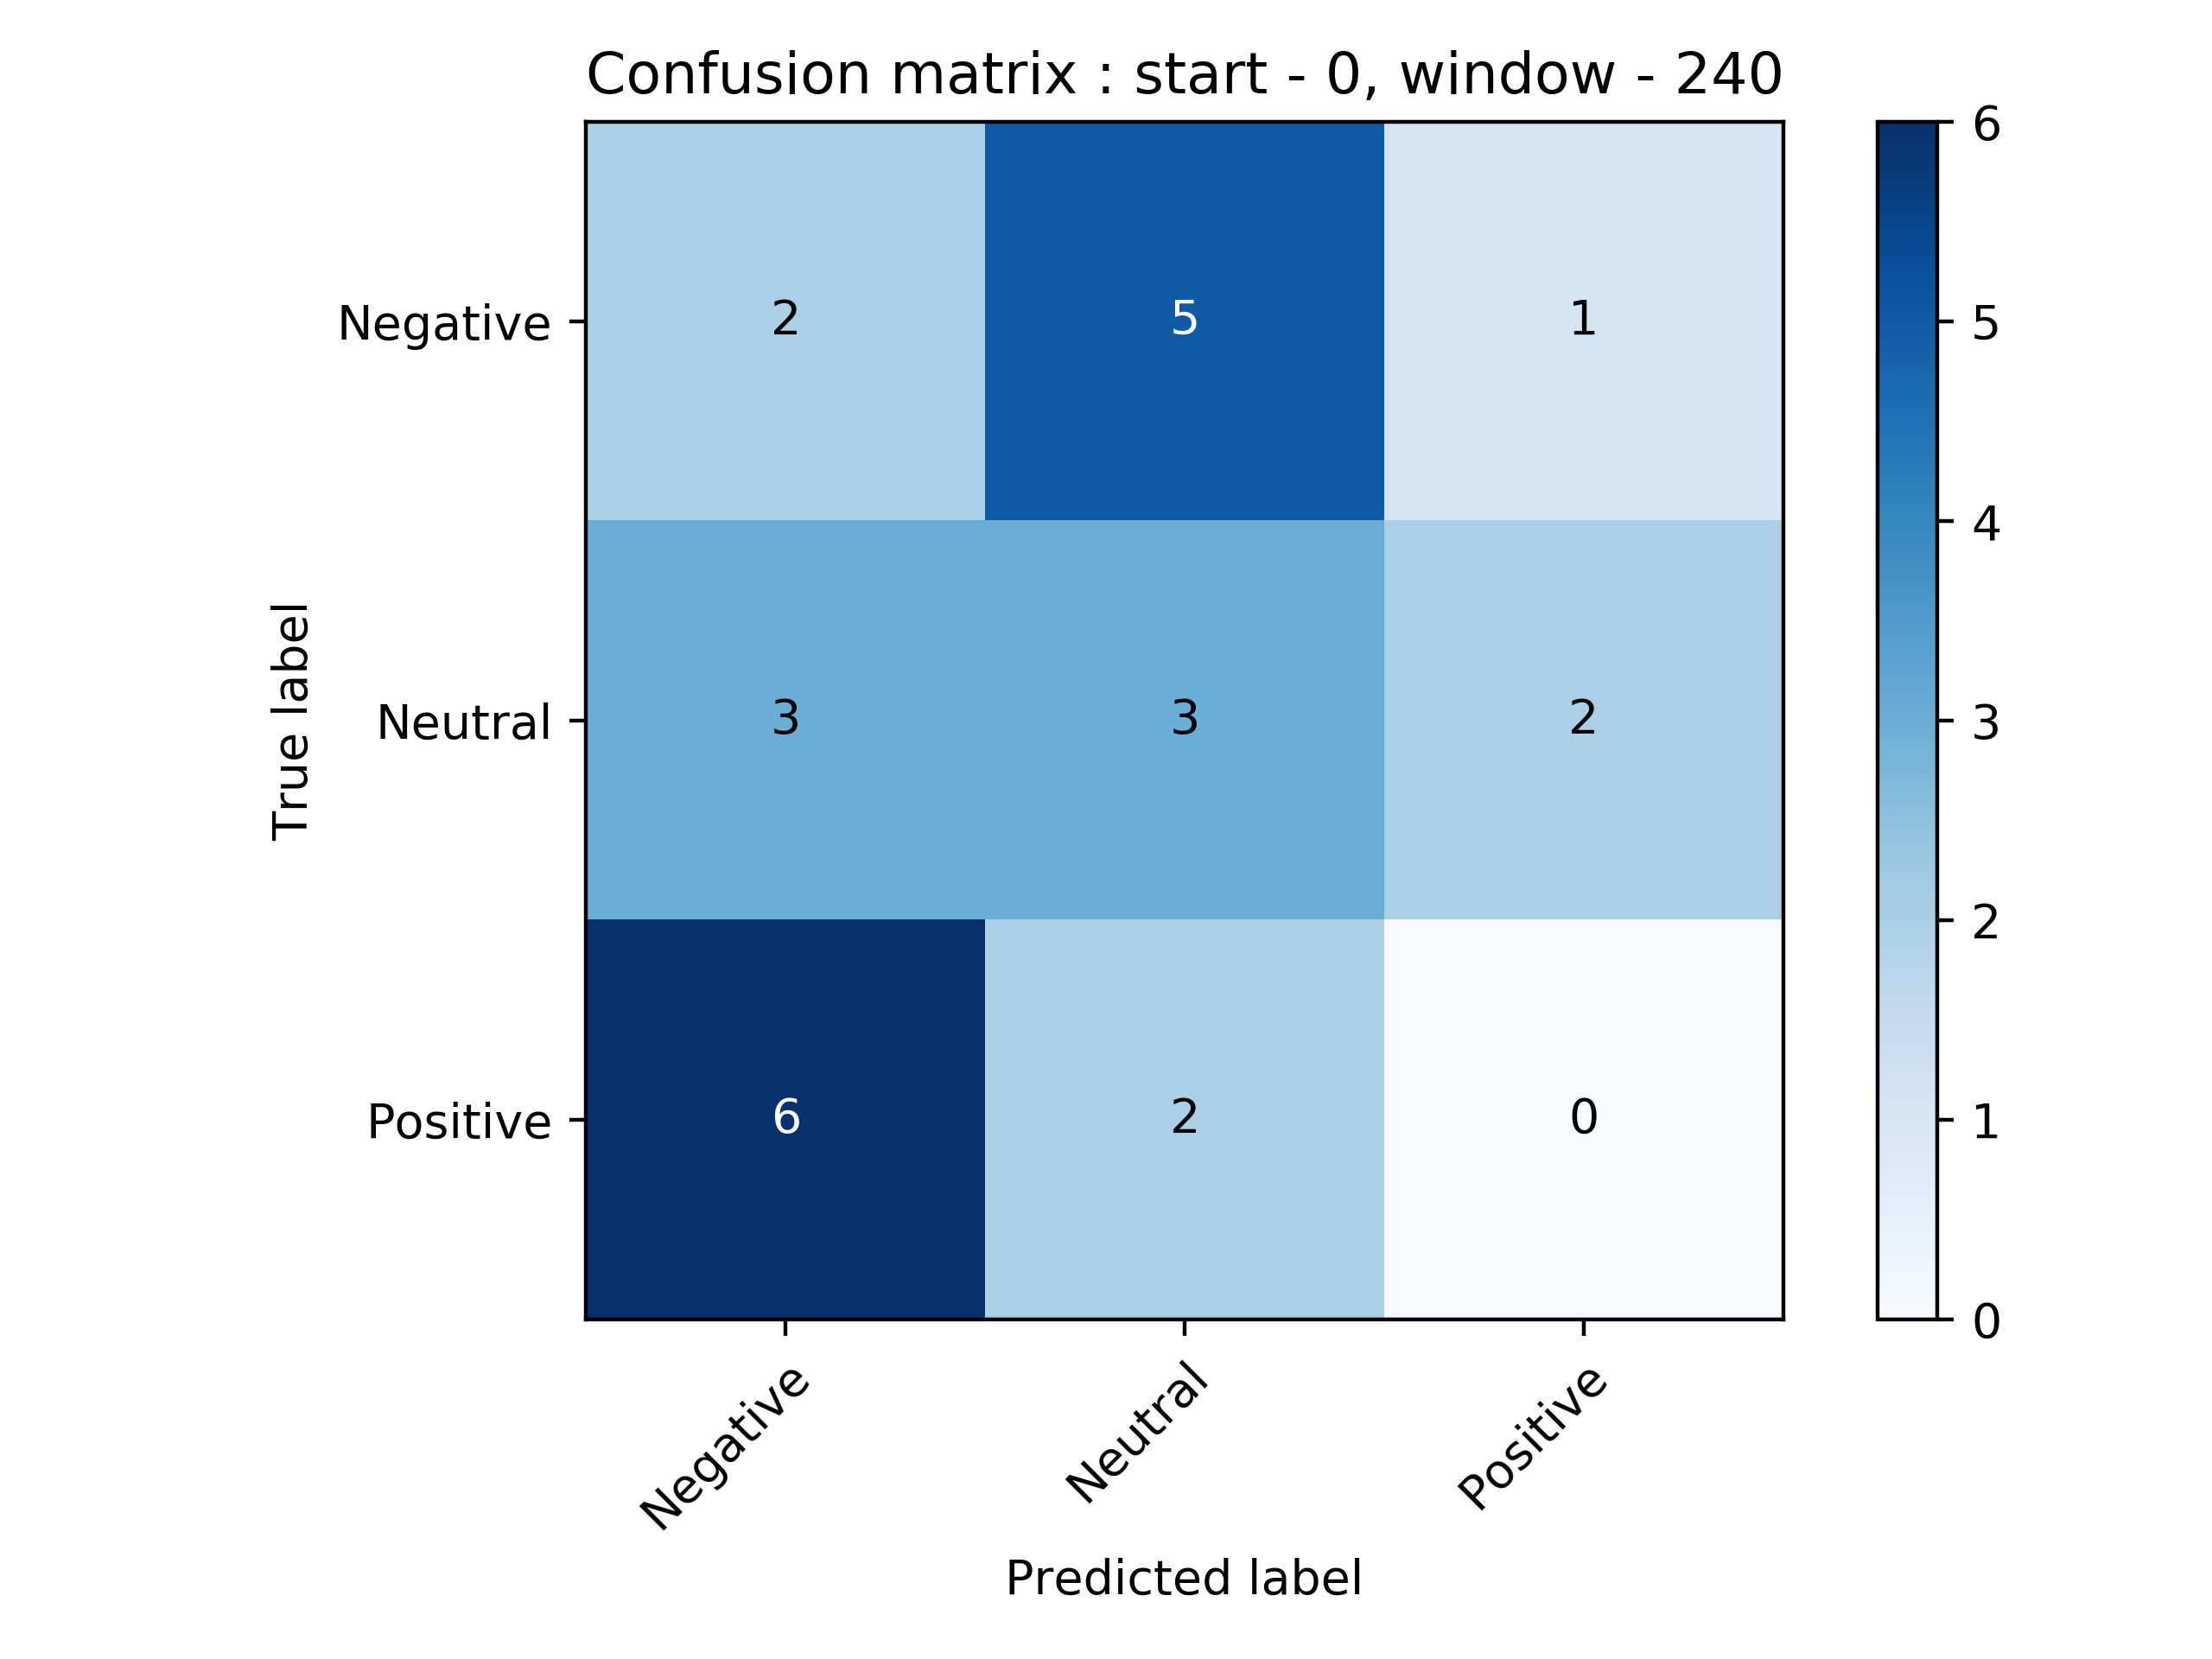 Confusion matrix : start - 0, window - 240
True label
Negative
2
5
1
Neutral
3
3
2
Positive
6
2
0
Negative
Neutral
Positive
Predicted label
6
5
4
3
2
1
0